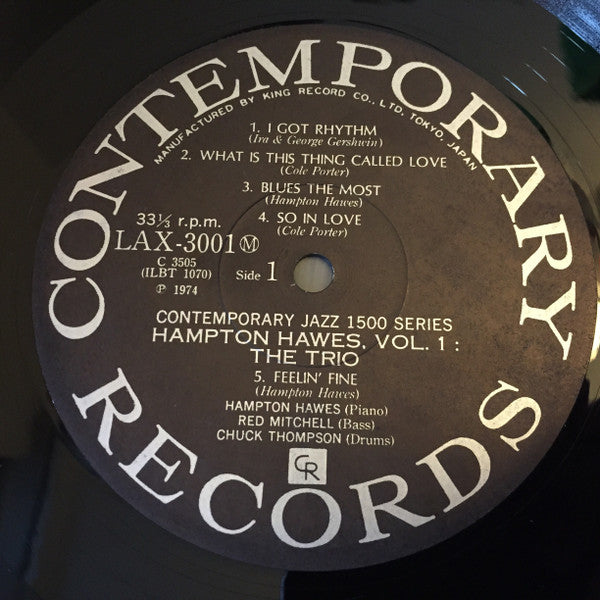 CONTEMPORARY
MANUFACTURED BY KING RECORD CO., LTD. TOKYO, JAPAN
1. I GOT RHYTHM
(Ira & George Gershwin)
2. WHAT IS THIS THING CALLED LOVE
(Cole Porter)
3. BLUES THE MOST
(Hampton Hawes)
4. SO IN LOVE
(Cole Porter)
33⅓ r.p.m.
LAX-3001 Ⓜ
C 3505
(ILBT 1070)
Ⓟ 1974
Side 1
CONTEMPORARY JAZZ 1500 SERIES
HAMPTON HAWES, VOL. 1 :
THE TRIO
5. FEELIN' FINE
(Hampton Hawes)
HAMPTON HAWES (Piano)
RED MITCHELL (Bass)
CHUCK THOMPSON (Drums)
CR
RECORDS